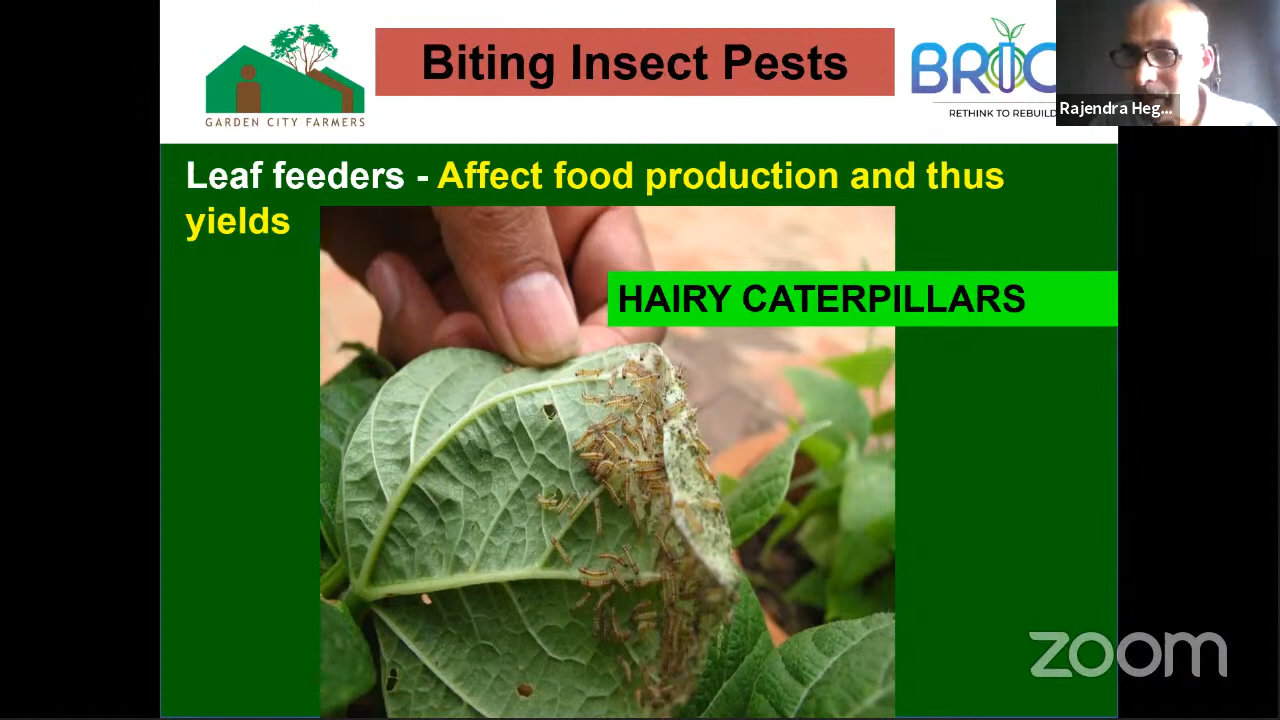 Biting Insect Pests
GARDEN CITY FARMERS
BRIC
RETHINK TO REBUILD
Rajendra Heg...
Leaf feeders - Affect food production and thus
yields
HAIRY CATERPILLARS
zoom